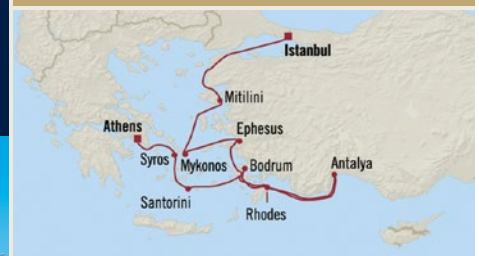 Istanbul
Mitilini
Athens
Ephesus
Syros
Mykonos
Bodrum
Antalya
Santorini
Rhodes